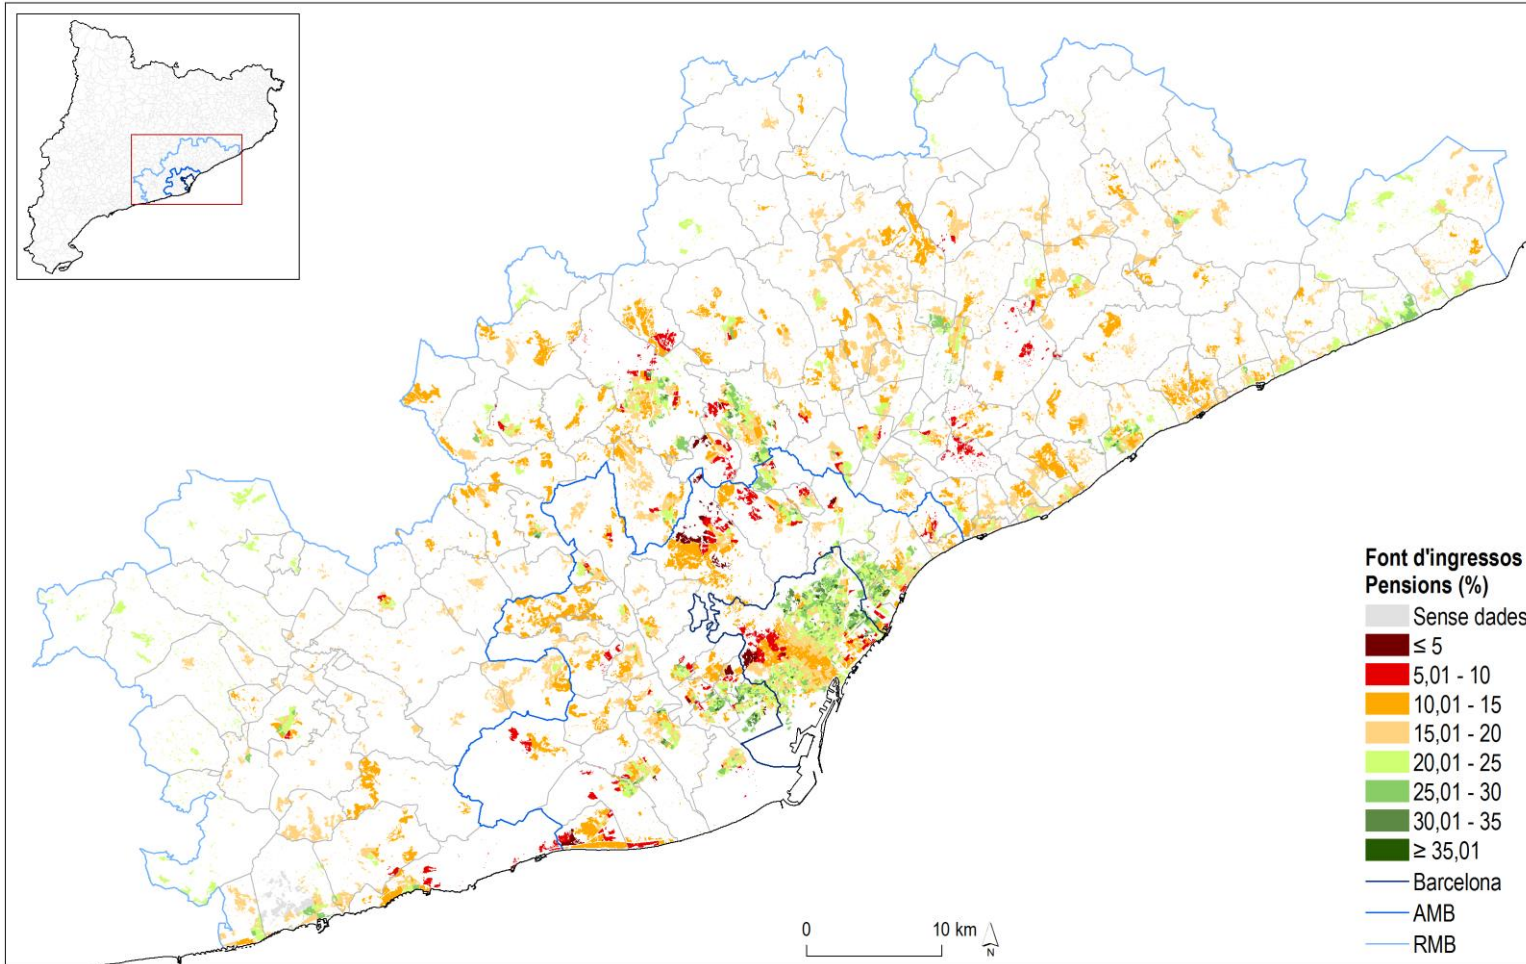 Font d'ingressos
Pensions (%)
Sense dades
≤ 5
5,01 - 10
10,01 - 15
15,01 - 20
20,01 - 25
25,01 - 30
30,01 - 35
≥ 35,01
Barcelona
AMB
RMB
0 10 km
N